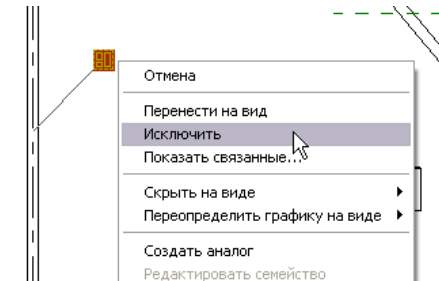 Отмена
Перенести на вид
Исключить
Показать связанные...
Скрыть на виде
Переопределить графику на виде
Создать аналог
Редактировать семейство